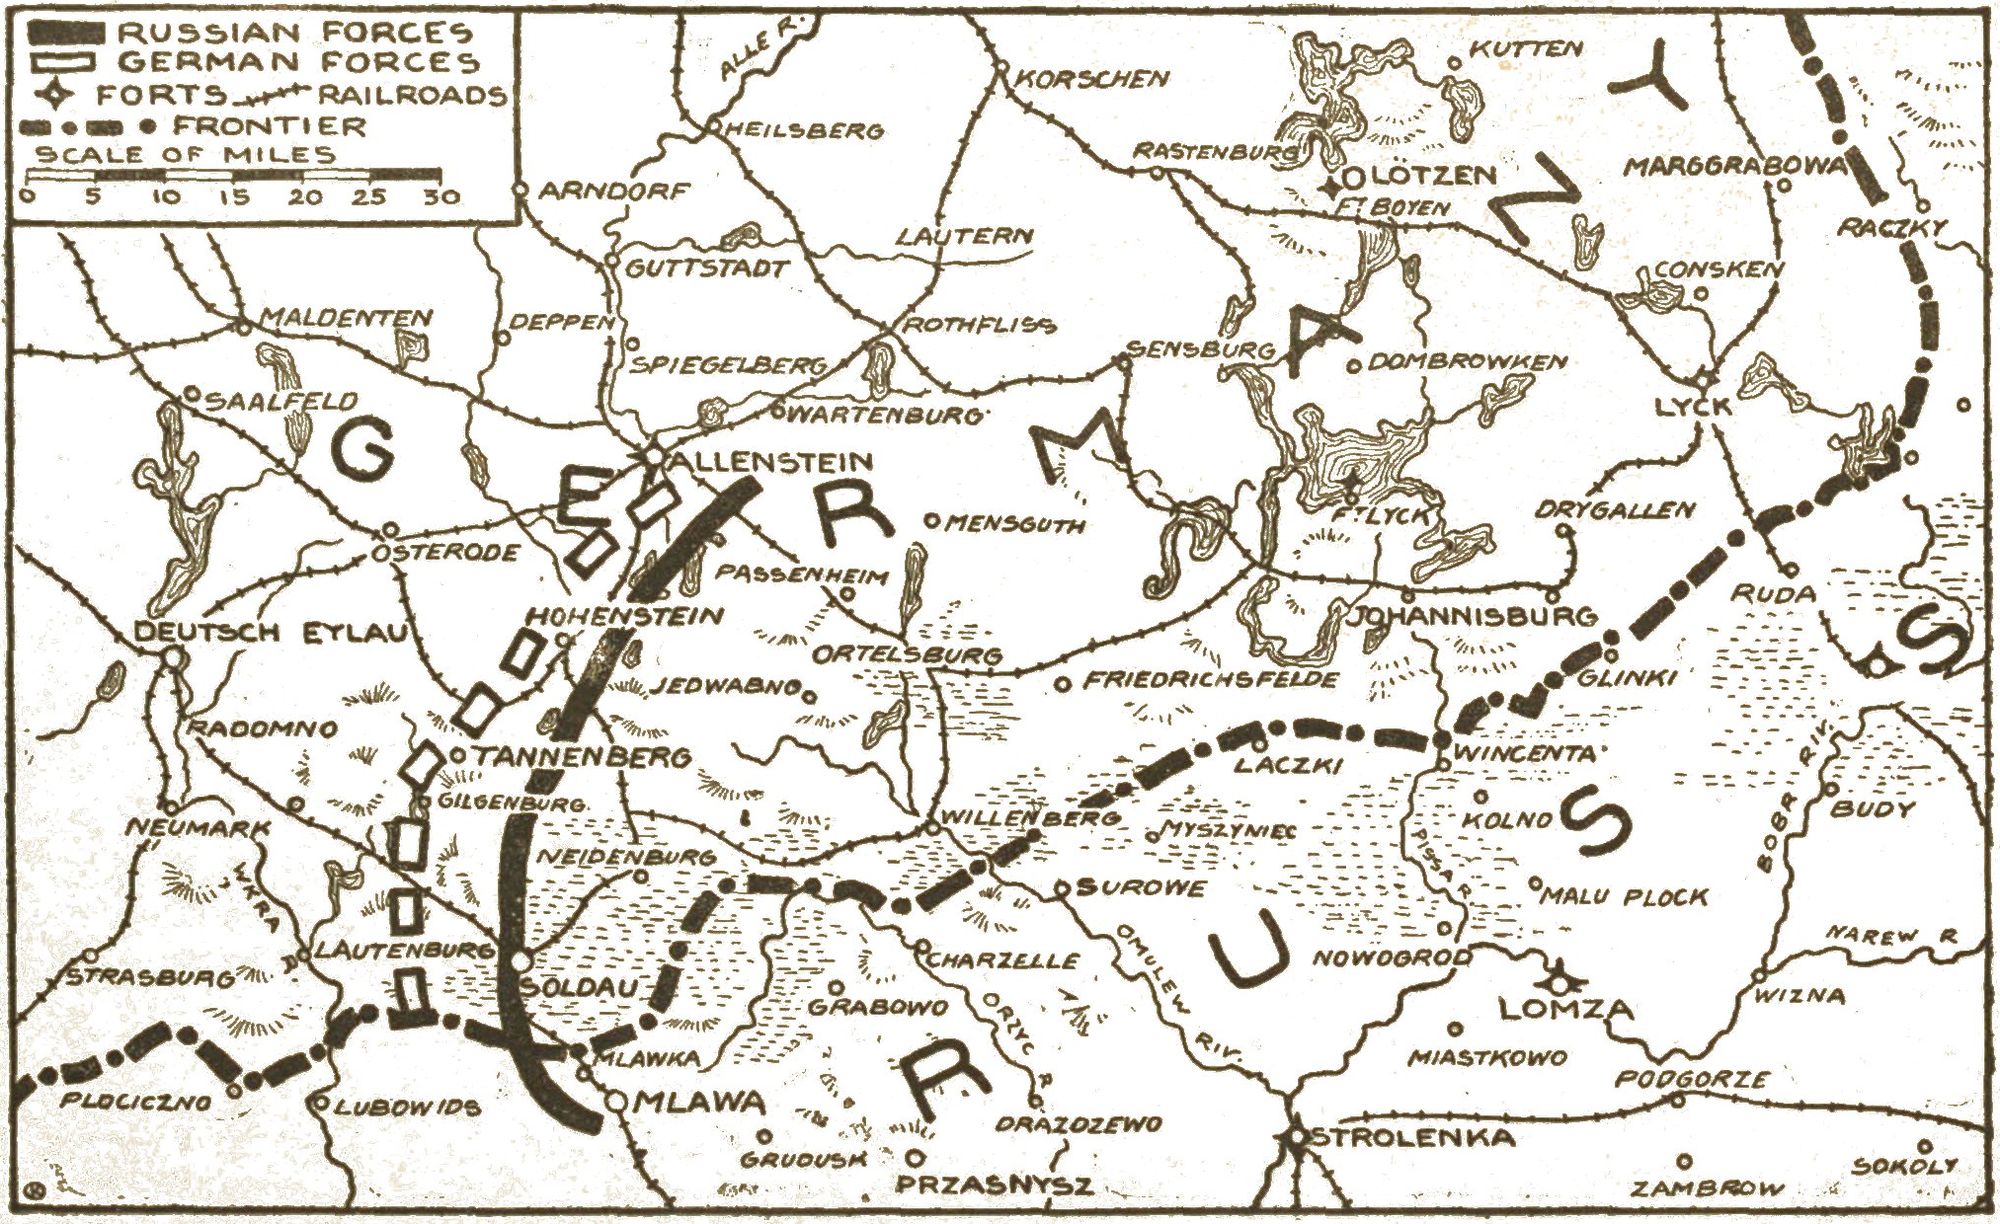 RUSSIAN FORCES
GERMAN FORCES
FORTS RAILROADS
FRONTIER
SCALE OF MILES
0 5 10 15 20 25 30
ALLE R.
KORSCHEN
KUTTEN
HEILSBERG
RASTENBURG
ARNDORF
LÖTZEN
FT BOYEN
MARGGRABOWA
RACZKY
LAUTERN
GUTTSTADT
CONSKEN
MALDENTEN
DEPPEN
ROTHFLISS
SPIEGELBERG
SENSBURG
DOMBROWKEN
SAALFELD
WARTENBURG
LYCK
GERMANY
ALLENSTEIN
MENSGUTH
FT LYCK
DRYGALLEN
OSTERODE
PASSENHEIM
RUDA
HOHENSTEIN
JOHANNISBURG
DEUTSCH EYLAU
ORTELSBURG
JEDWABNO
FRIEDRICHSFELDE
GLINKI
RADOMNO
TANNENBERG
LACZKI
WINCENTA
BOBR RIV.
GILGENBURG.
BUDY
NEUMARK
WILLENBERG
MYSZYNIEC
KOLNO
PISSA R.
WKRA
NEIDENBURG
SUROWE
MALU PLOCK
RUSS
LAUTENBURG
STRASBURG
SOLDAU
CHARZELLE
OMULEW RIV.
NOWOGROD
NAREW R
GRABOWO
ORZYC R.
LOMZA
WIZNA
MLAWKA
MIASTKOWO
PLOCICZNO
LUBOWIDS
MLAWA
PODGORZE
DRAZDZEWO
GRUDUSK
OSTROLENKA
PRZASNYSZ
ZAMBROW
SOKOLY